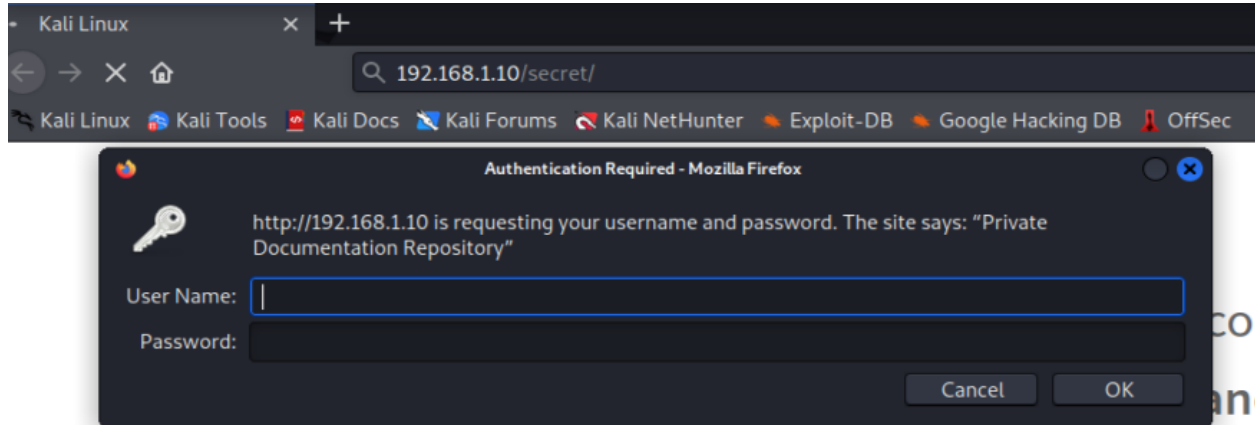 Kali Linux
192.168.1.10/secret/
Kali Linux Kali Tools Kali Docs Kali Forums Kali NetHunter Exploit-DB Google Hacking DB OffSec
Authentication Required - Mozilla Firefox
http://192.168.1.10 is requesting your username and password. The site says: “Private
Documentation Repository”
User Name:
Password:
Cancel OK